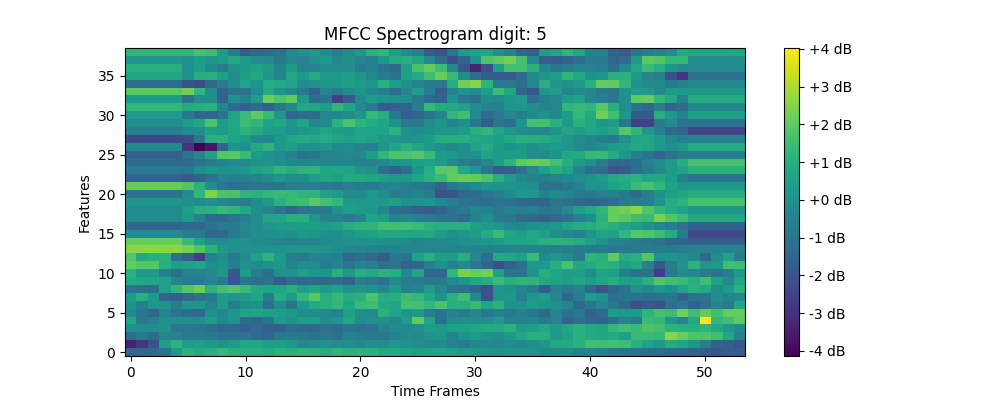 MFCC Spectrogram digit: 5
Features
35
30
25
20
15
10
5
0
0 10 20 30 40 50
Time Frames
+4 dB
+3 dB
+2 dB
+1 dB
+0 dB
-1 dB
-2 dB
-3 dB
-4 dB